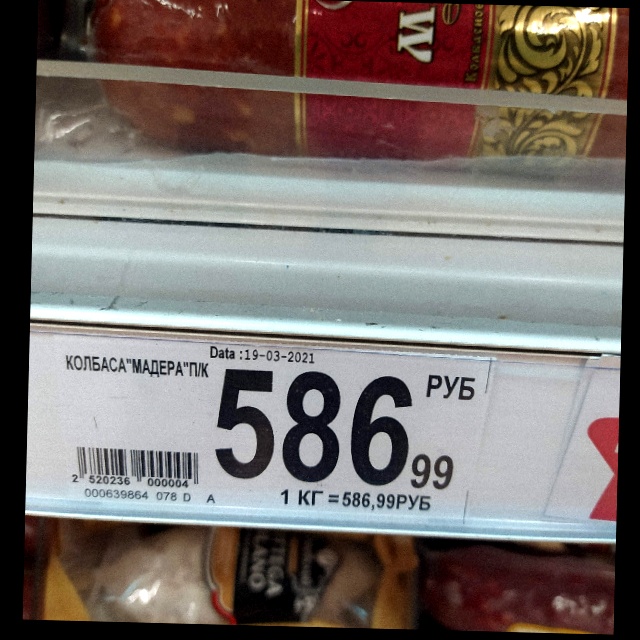 КОЛБАСА"МАДЕРА"П/К
Data :19-03-2021
586
99
РУБ
2 520236 000004
000639864 078 D A
1 КГ =586,99РУБ